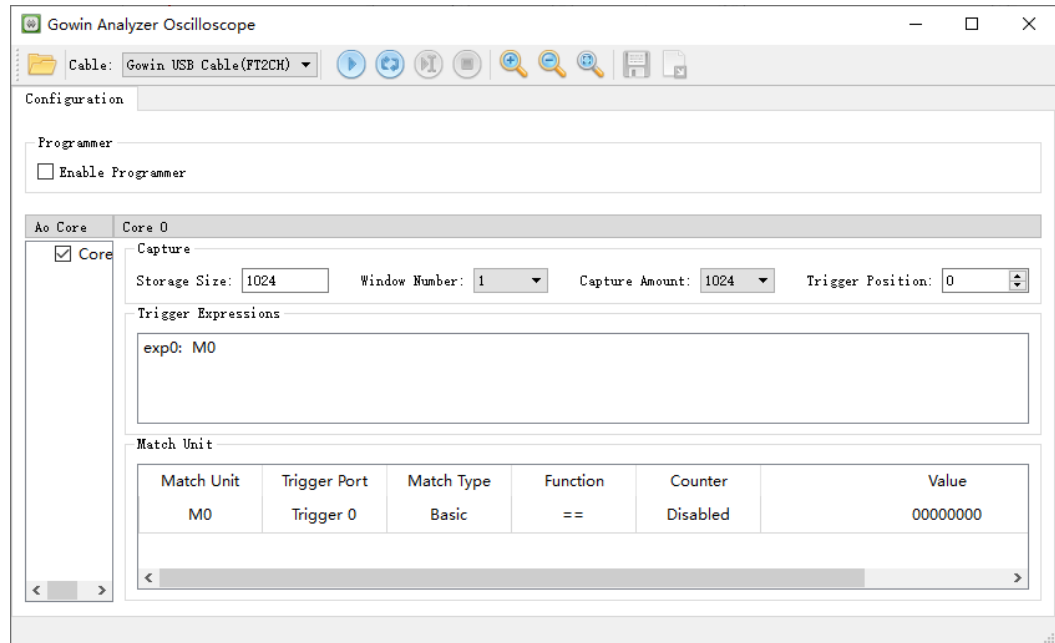 Gowin Analyzer Oscilloscope
Cable: Gowin USB Cable(FT2CH)
Configuration
Programmer
Enable Programmer
Ao Core Core 0
Core
Capture
Storage Size: 1024 Window Number: 1 Capture Amount: 1024 Trigger Position: 0
Trigger Expressions
exp0: M0
Match Unit
Match Unit Trigger Port Match Type Function Counter Value
M0 Trigger 0 Basic == Disabled 00000000